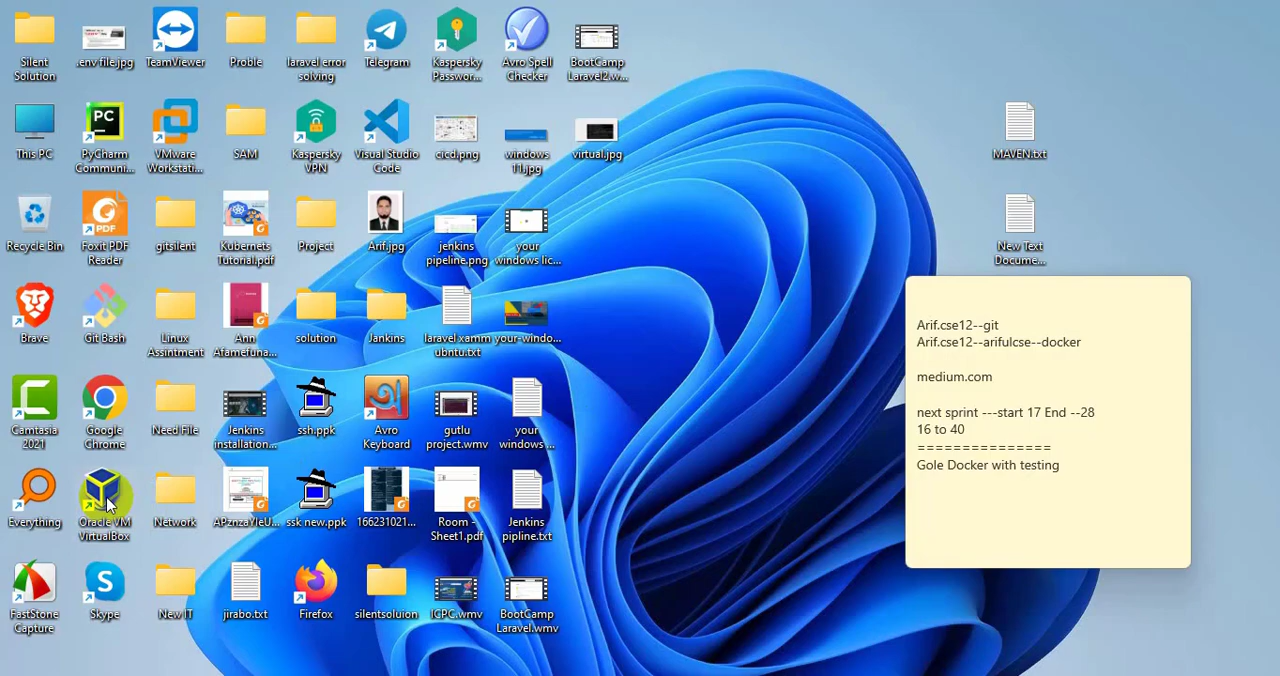 Silent
Solution
.env file.jpg
TeamViewer
Proble
laravel error
solving
Telegram
Kaspersky
Passwor...
Avro Spell
Checker
BootCamp
Laravel2.w...
This PC
PC
PyCharm
Communi...
VMware
Workstati...
SAM
Kaspersky
VPN
Visual Studio
Code
cicd.png
windows
11.jpg
virtual.jpg
MAVEN.txt
Recycle Bin
PDF
Foxit PDF
Reader
gitsilent
Kubernets
Tutorial.pdf
Project
Arif.jpg
jenkins
pipeline.png
your
windows lic...
New Text
Docume...
Brave
Git Bash
Linux
Assintment
Ann
Afamefuna...
solution
Jankins
laravel xamm
ubntu.txt
your-windo...
Camtasia
2021
Google
Chrome
Need File
Jenkins
installation...
ssh.ppk
Avro
Keyboard
gutlu
project.wmv
your
windows ...
Everything
Oracle VM
VirtualBox
Network
APznzaYleU...
ssk new.ppk
166231021...
Room -
Sheet1.pdf
Jenkins
pipline.txt
FastStone
Capture
Skype
New IT
jirabo.txt
Firefox
silentsoluion
ICPC.wmv
BootCamp
Laravel.wmv
Arif.cse12--git
Arif.cse12--arifulcse--docker
medium.com
next sprint ---start 17 End --28
16 to 40
===============
Gole Docker with testing